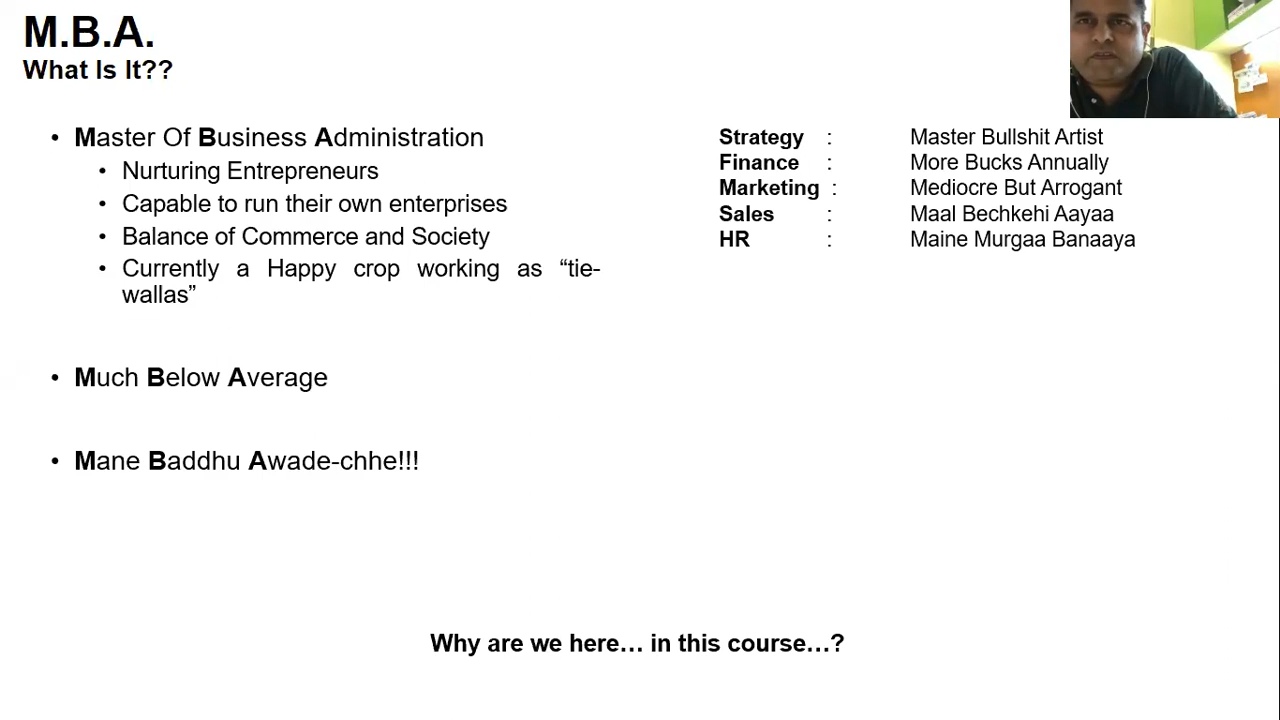 M.B.A.
What Is It??
• Master Of Business Administration
• Nurturing Entrepreneurs
• Capable to run their own enterprises
• Balance of Commerce and Society
• Currently a Happy crop working as “tie-
wallas”
• Much Below Average
• Mane Baddhu Awade-chhe!!!
Strategy : Master Bullshit Artist
Finance : More Bucks Annually
Marketing : Mediocre But Arrogant
Sales : Maal Bechkehi Aayaa
HR : Maine Murgaa Banaaya
Why are we here… in this course…?